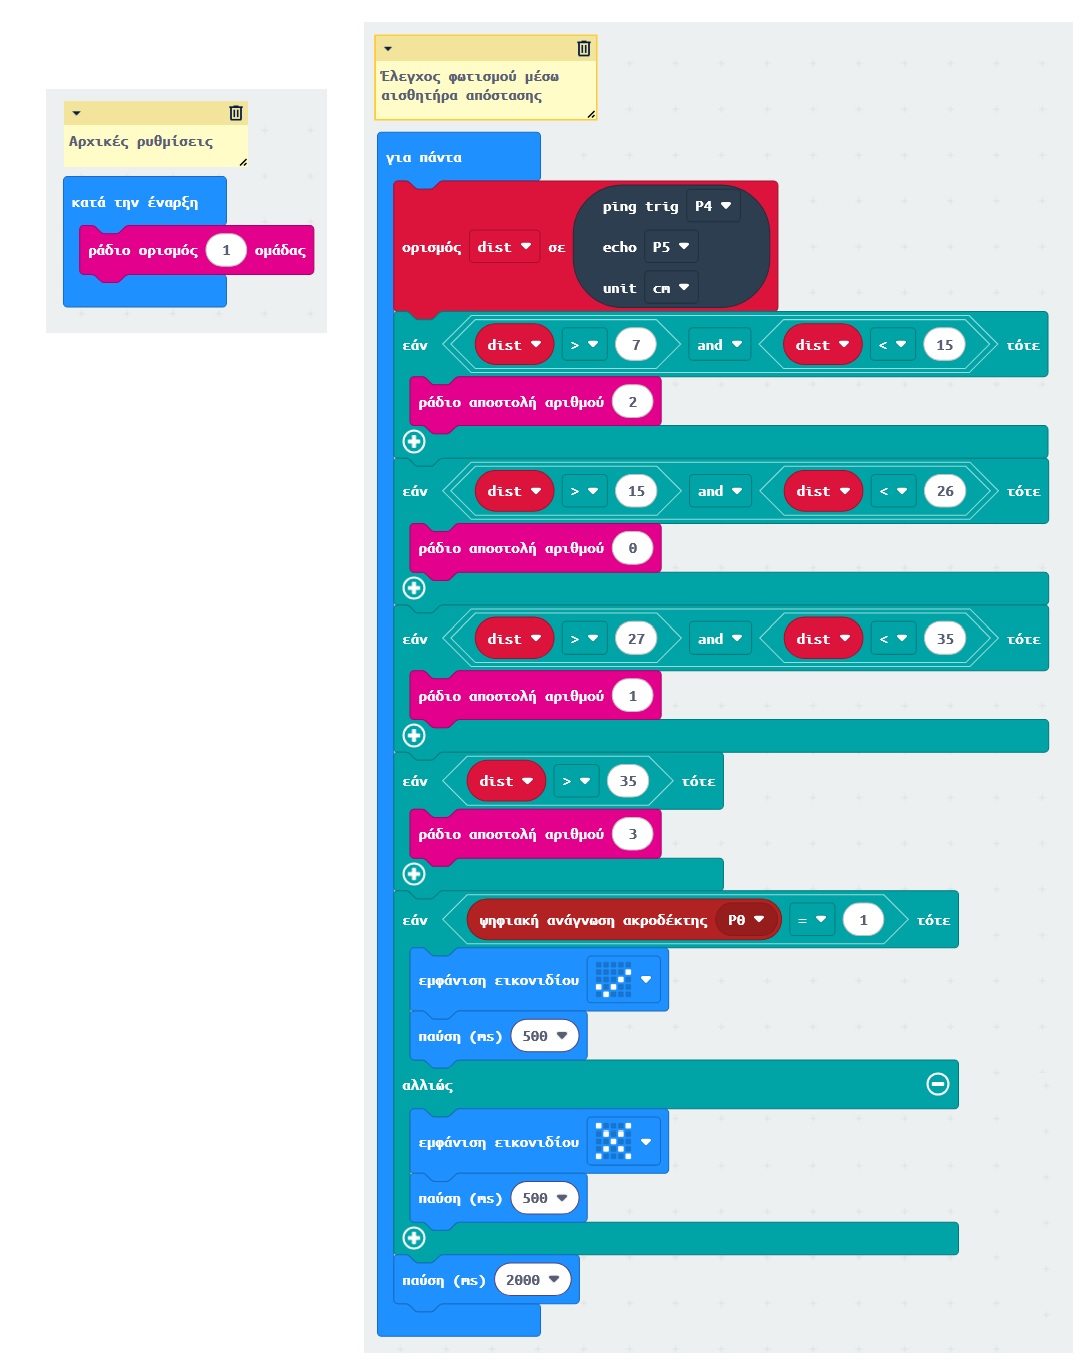 Αρχικές ρυθμίσεις
κατά την έναρξη
ράδιο ορισμός 1 ομάδας
Έλεγχος φωτισμού μέσω
αισθητήρα απόστασης
για πάντα
ορισμός dist σε ping trig P4
echo P5
unit cm
εάν dist > 7 and dist < 15 τότε
ράδιο αποστολή αριθμού 2
εάν dist > 15 and dist < 26 τότε
ράδιο αποστολή αριθμού 0
εάν dist > 27 and dist < 35 τότε
ράδιο αποστολή αριθμού 1
εάν dist > 35 τότε
ράδιο αποστολή αριθμού 3
εάν ψηφιακή ανάγνωση ακροδέκτης P0 = 1 τότε
εμφάνιση εικονιδίου
παύση (ms) 500
αλλιώς
εμφάνιση εικονιδίου
παύση (ms) 500
παύση (ms) 2000